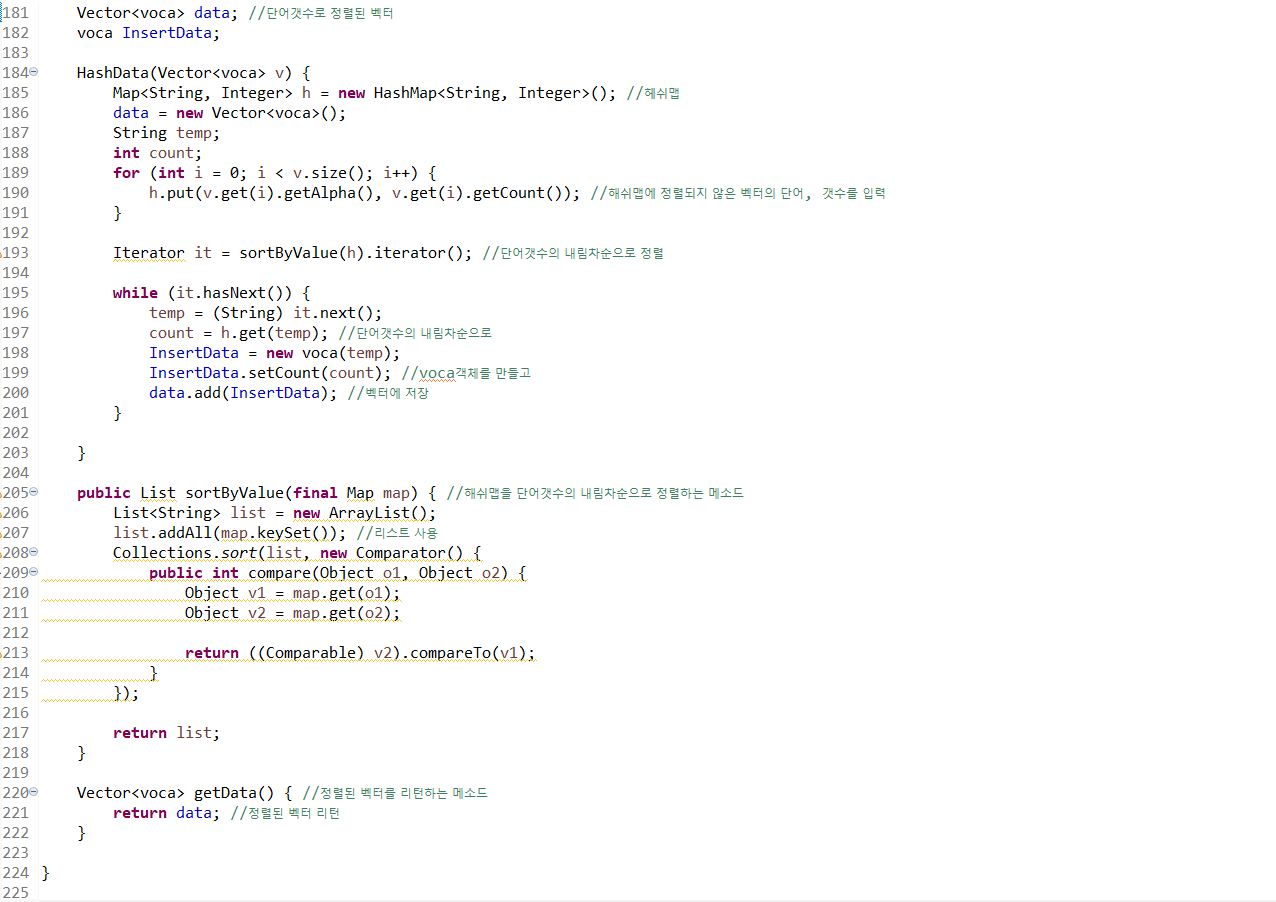 181 Vector<voca> data; //단어갯수로 정렬된 벡터
182 voca InsertData;
183
184 HashData(Vector<voca> v) {
185 Map<String, Integer> h = new HashMap<String, Integer>(); //헤쉬맵
186 data = new Vector<voca>();
187 String temp;
188 int count;
189 for (int i = 0; i < v.size(); i++) {
190 h.put(v.get(i).getAlpha(), v.get(i).getCount()); //해쉬맵에 정렬되지 않은 벡터의 단어, 갯수를 입력
191 }
192
193 Iterator it = sortByValue(h).iterator(); //단어갯수의 내림차순으로 정렬
194
195 while (it.hasNext()) {
196 temp = (String) it.next();
197 count = h.get(temp); //단어갯수의 내림차순으로
198 InsertData = new voca(temp);
199 InsertData.setCount(count); //voca객체를 만들고
200 data.add(InsertData); //벡터에 저장
201 }
202
203 }
204
205 public List sortByValue(final Map map) { //해쉬맵을 단어갯수의 내림차순으로 정렬하는 메소드
206 List<String> list = new ArrayList();
207 list.addAll(map.keySet()); //리스트 사용
208 Collections.sort(list, new Comparator() {
209 public int compare(Object o1, Object o2) {
210 Object v1 = map.get(o1);
211 Object v2 = map.get(o2);
212
213 return ((Comparable) v2).compareTo(v1);
214 }
215 });
216
217 return list;
218 }
219
220 Vector<voca> getData() { //정렬된 벡터를 리턴하는 메소드
221 return data; //정렬된 벡터 리턴
222 }
223
224 }
225